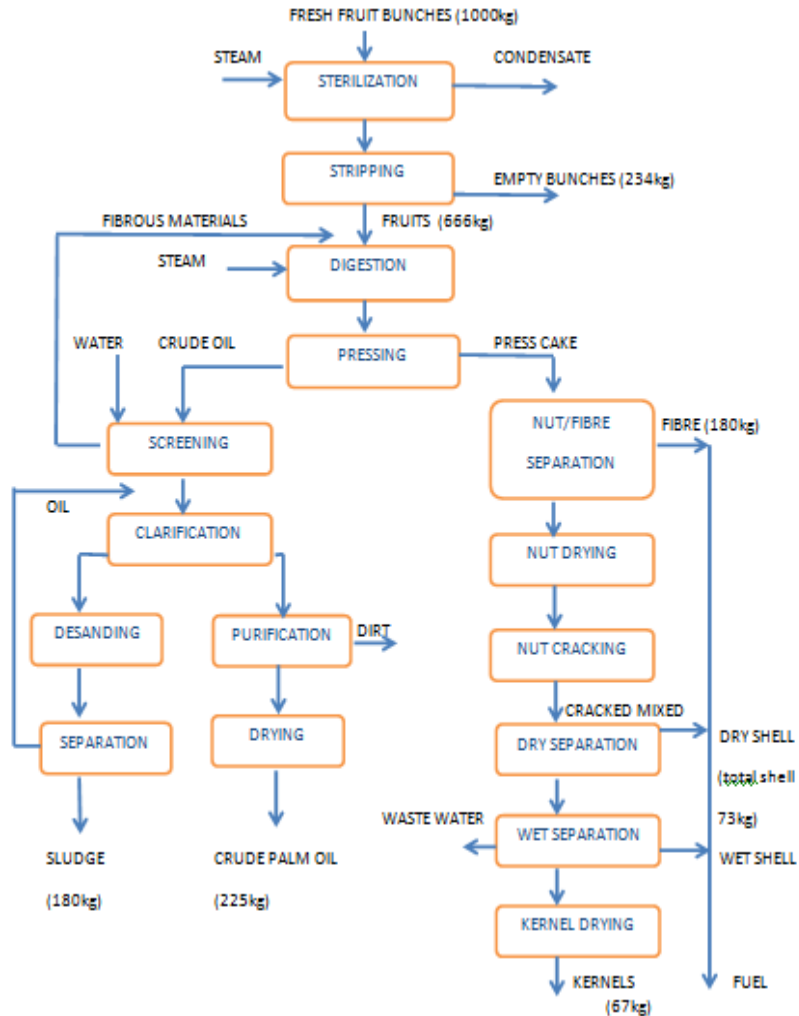 FRESH FRUIT BUNCHES (1000kg)
STEAM
CONDENSATE
STERILIZATION
STRIPPING
EMPTY BUNCHES (234kg)
FIBROUS MATERIALS
FRUITS (666kg)
STEAM
DIGESTION
WATER
CRUDE OIL
PRESSING
PRESS CAKE
SCREENING
NUT/FIBRE
SEPARATION
FIBRE (180kg)
OIL
CLARIFICATION
NUT DRYING
DESANDING
PURIFICATION
DIRT
NUT CRACKING
CRACKED MIXED
SEPARATION
DRYING
DRY SEPARATION
DRY SHELL
(total shell
73kg)
WASTE WATER
WET SEPARATION
WET SHELL
SLUDGE
(180kg)
CRUDE PALM OIL
(225kg)
KERNEL DRYING
KERNELS
(67kg)
FUEL